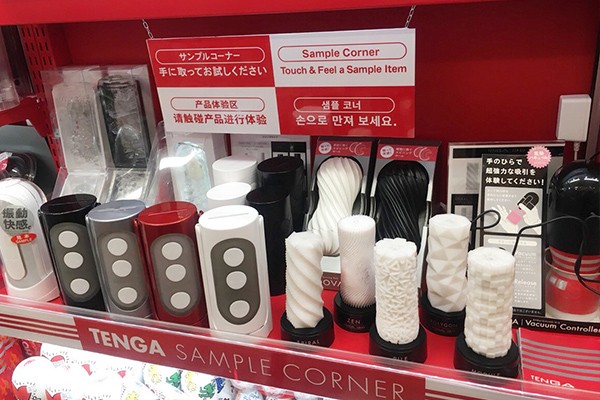 サンプルコーナー
手に取ってお試しください
Sample Corner
Touch & Feel a Sample Item
产品体验区
请触碰产品进行体验
샘플 코너
손으로 만져 보세요.
振動
快感
手のひらで
超強力な吸引を
体験してください!
SPIRAL
ZEN
Vacuum Controller
TENGA SAMPLE CORNER
TENGA